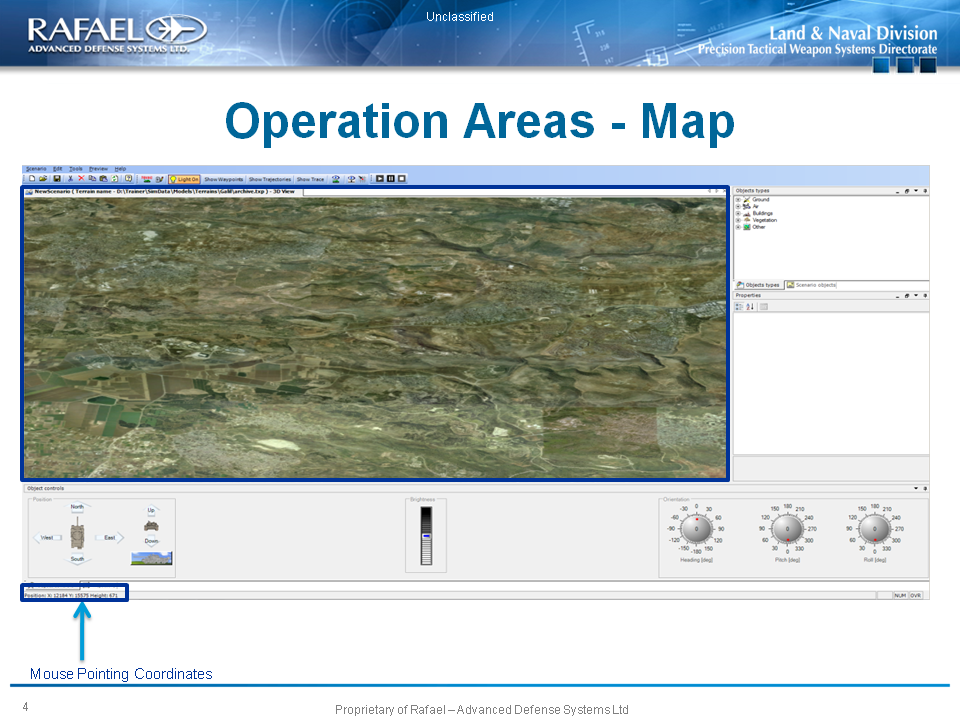 Unclassified
RAFAEL
ADVANCED DEFENSE SYSTEMS LTD.
Land & Naval Division
Precision Tactical Weapon Systems Directorate
Operation Areas - Map
Scenario Edit Tools Preview Help
Light On Show Waypoints Show Trajectories Show Trace
NewScenario ( Terrain name - D:\Trainer\SimData\Models\Terrains\Galil\archive.txp ) - 3D View
Objects types
Ground
Air
Buildings
Vegetation
Other
Objects types Scenario objects
Properties
Object controls
Position
North
West
East
South
Up
Down
Brightness
Orientation
-30 0 30
-60 60
-90 0 90
-120 120
-150 180 150
Heading [deg]
150 180 210
120 240
90 0 270
60 300
30 0 330
Pitch [deg]
150 180 210
120 240
90 0 270
60 300
30 0 330
Roll [deg]
Position: X: 12184 Y: 15575 Height: 671
NUM OVR
Mouse Pointing Coordinates
4
Proprietary of Rafael – Advanced Defense Systems Ltd